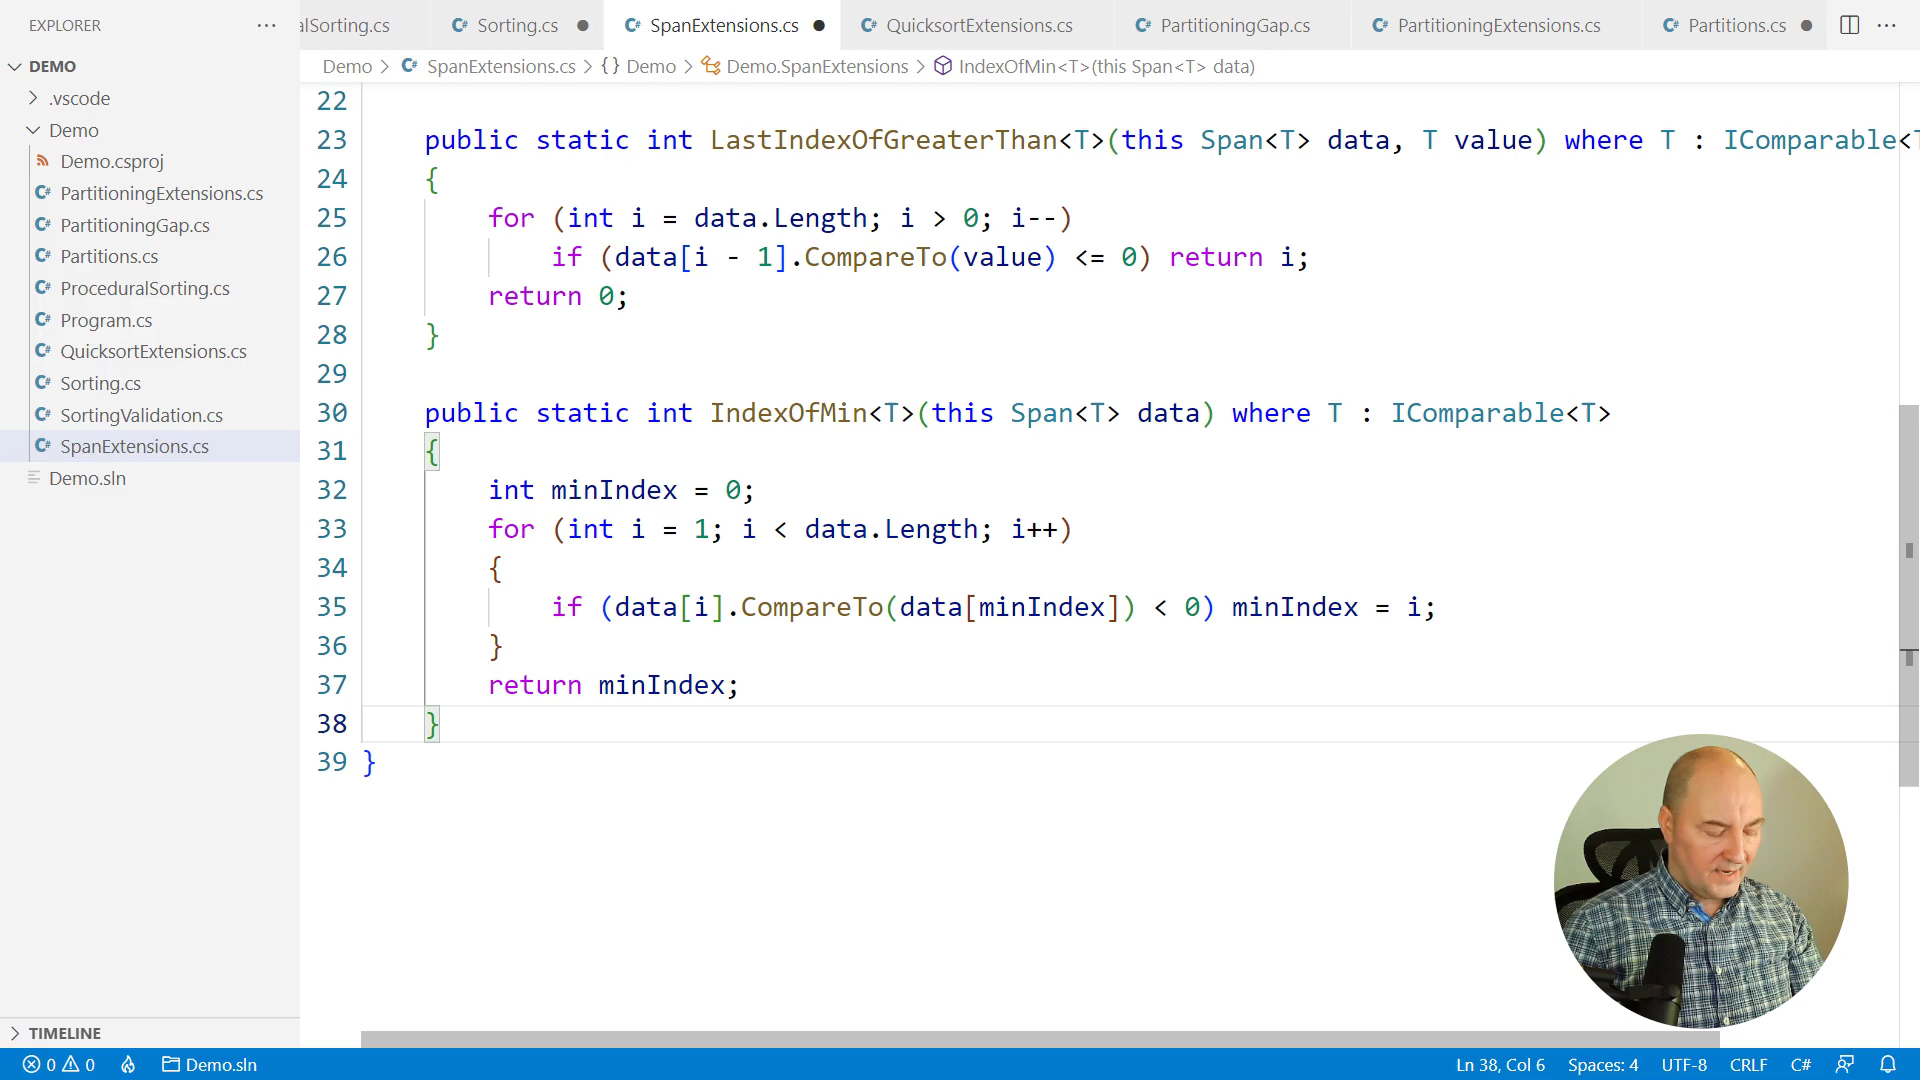 EXPLORER
alSorting.cs
Sorting.cs
SpanExtensions.cs
QuicksortExtensions.cs
PartitioningGap.cs
PartitioningExtensions.cs
Partitions.cs
DEMO
.vscode
Demo
Demo.csproj
PartitioningExtensions.cs
PartitioningGap.cs
Partitions.cs
ProceduralSorting.cs
Program.cs
QuicksortExtensions.cs
Sorting.cs
SortingValidation.cs
SpanExtensions.cs
Demo.sln
TIMELINE
Demo > SpanExtensions.cs > {} Demo > Demo.SpanExtensions > IndexOfMin<T>(this Span<T> data)
22
23 public static int LastIndexOfGreaterThan<T>(this Span<T> data, T value) where T : IComparable<T
24 {
25 for (int i = data.Length; i > 0; i--)
26 if (data[i - 1].CompareTo(value) <= 0) return i;
27 return 0;
28 }
29
30 public static int IndexOfMin<T>(this Span<T> data) where T : IComparable<T>
31 {
32 int minIndex = 0;
33 for (int i = 1; i < data.Length; i++)
34 {
35 if (data[i].CompareTo(data[minIndex]) < 0) minIndex = i;
36 }
37 return minIndex;
38 }
39 }
0 0 Demo.sln
Ln 38, Col 6 Spaces: 4 UTF-8 CRLF C#